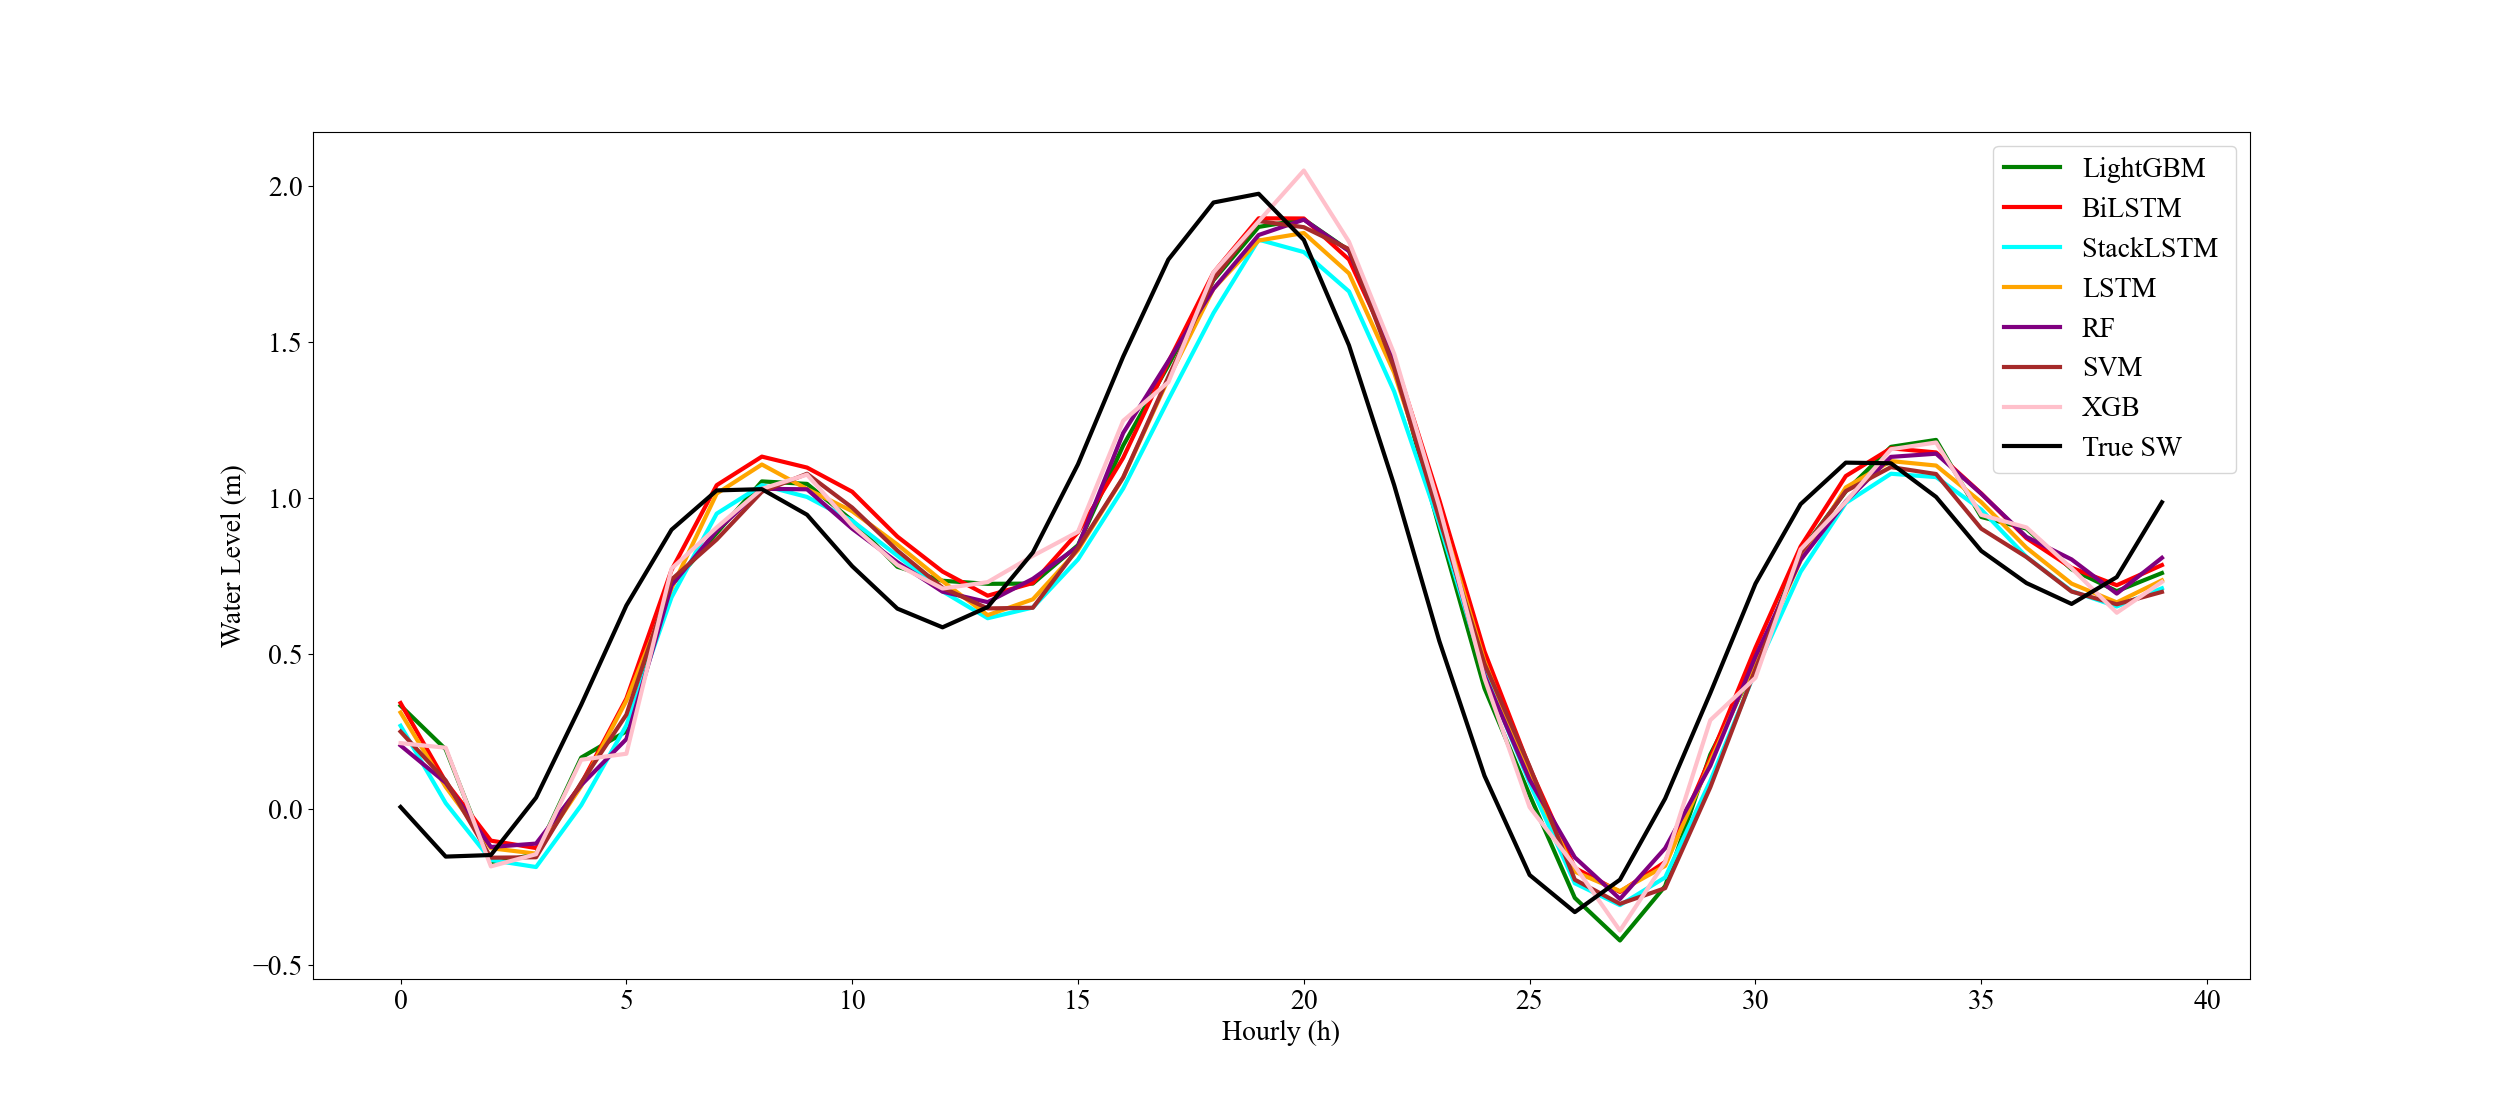 LightGBM
BiLSTM
StackLSTM
LSTM
RF
SVM
XGB
True SW
Water Level (m)
2.0
1.5
1.0
0.5
0.0
−0.5
0 5 10 15 20 25 30 35 40
Hourly (h)